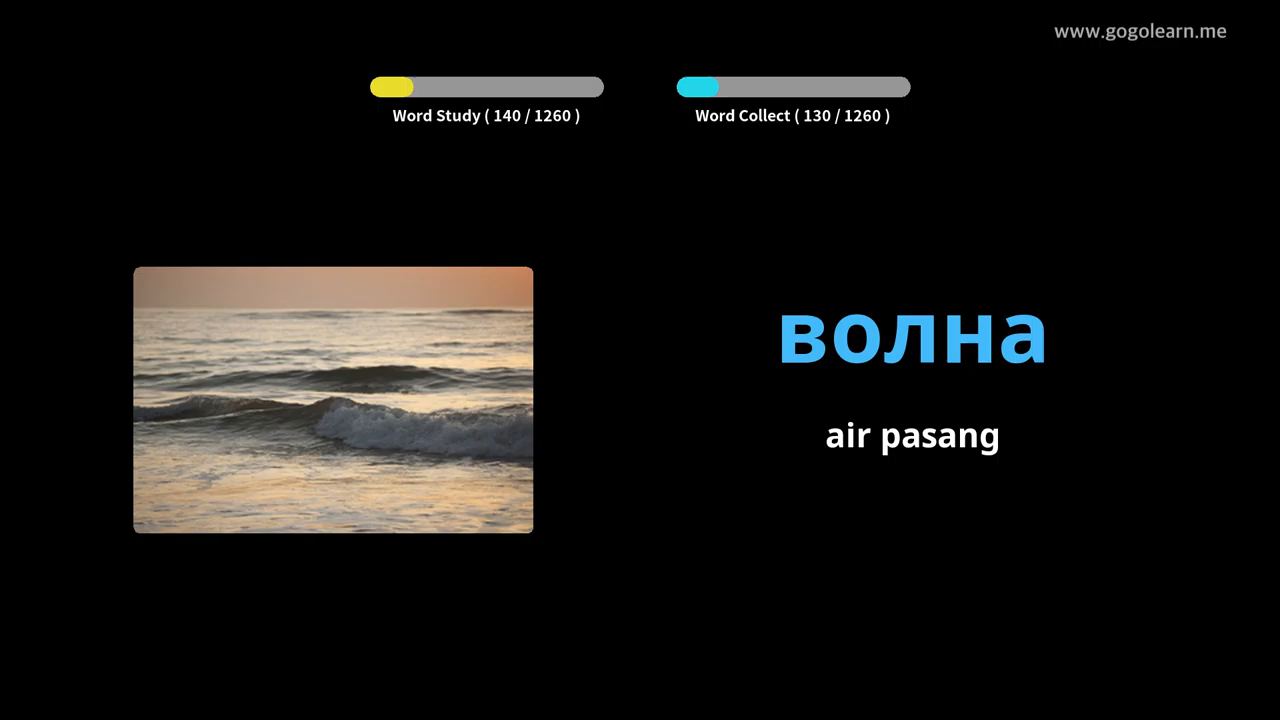 www.gogolearn.me
Word Study ( 140 / 1260 )
Word Collect ( 130 / 1260 )
волна
air pasang